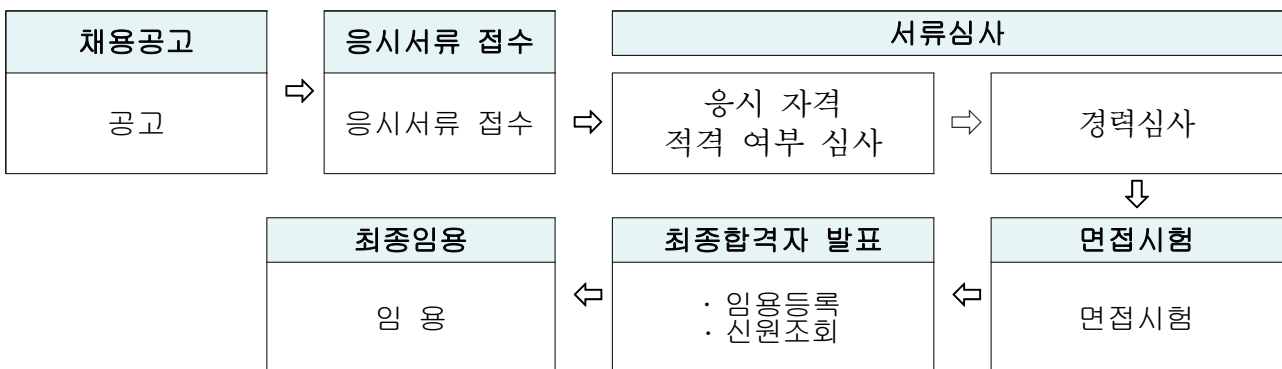 채용공고
공고
⇨
응시서류 접수
응시서류 접수
⇨
서류심사
응시 자격
적격 여부 심사
⇨
경력심사
⇩
면접시험
면접시험
⇦
최종합격자 발표
· 임용등록
· 신원조회
⇦
최종임용
임 용